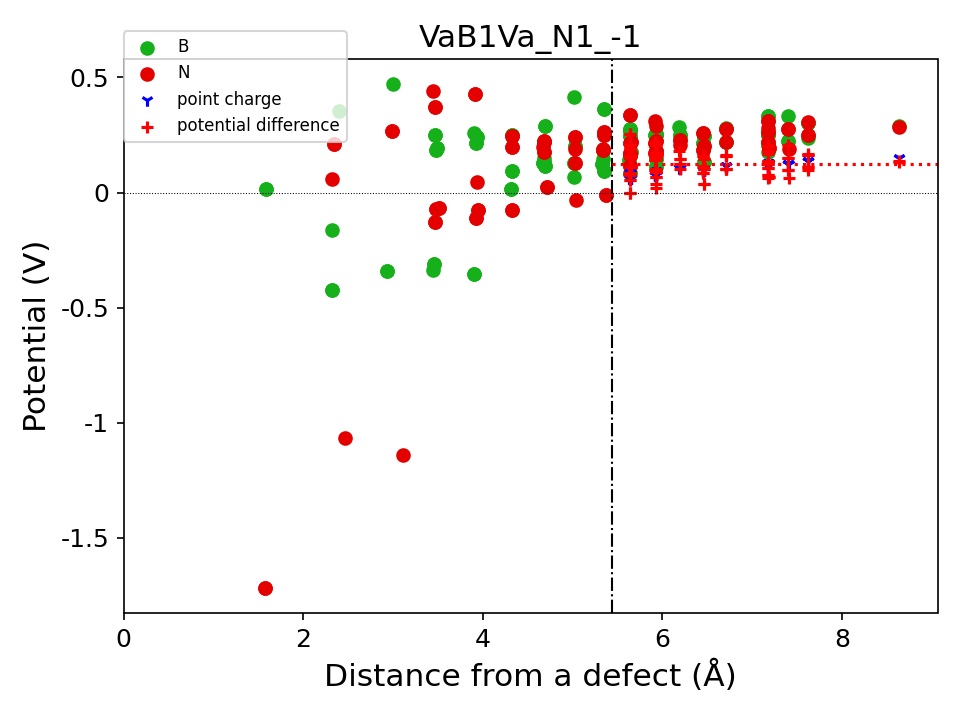 VaB1Va_N1_-1
B
N
point charge
potential difference
0.5
0
-0.5
-1
-1.5
Potential (V)
0 2 4 6 8
Distance from a defect (Å)